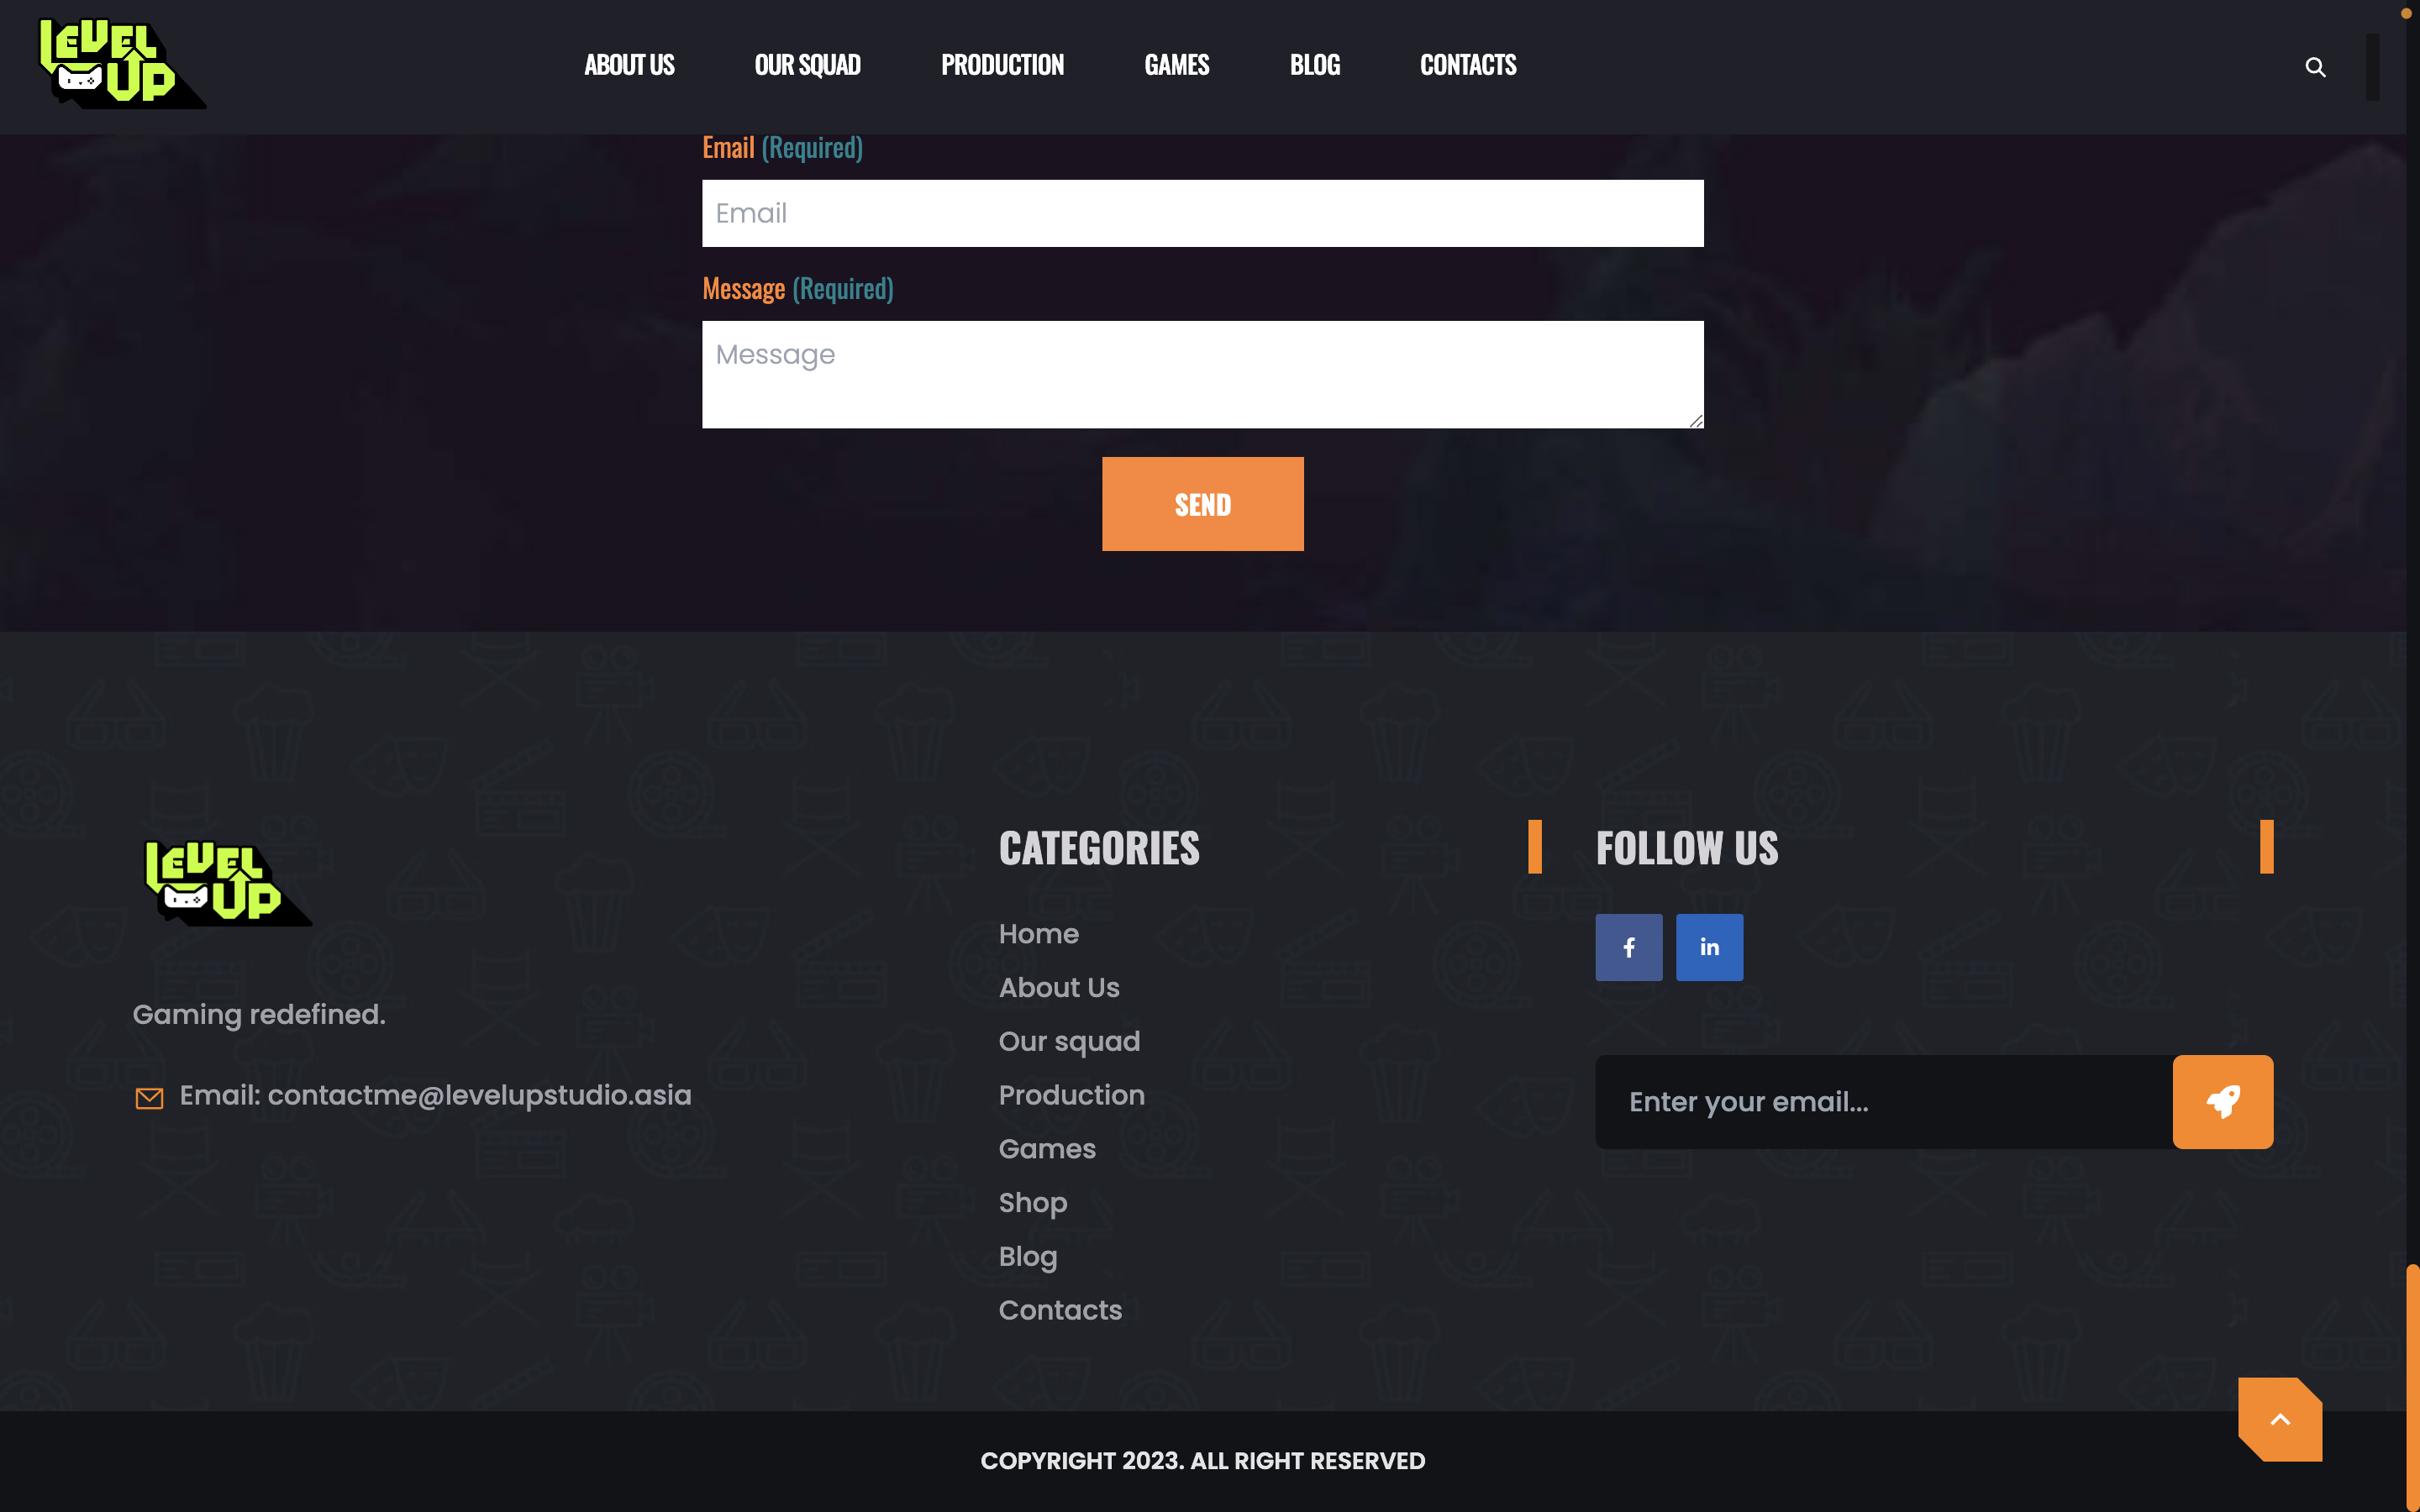 LEVEL UP
ABOUT US
OUR SQUAD
PRODUCTION
GAMES
BLOG
CONTACTS
Email (Required)
Email
Message (Required)
Message
SEND
LEVEL UP
Gaming redefined.
Email: contactme@levelupstudio.asia
CATEGORIES
Home
About Us
Our squad
Production
Games
Shop
Blog
Contacts
FOLLOW US
f
in
Enter your email...
COPYRIGHT 2023. ALL RIGHT RESERVED